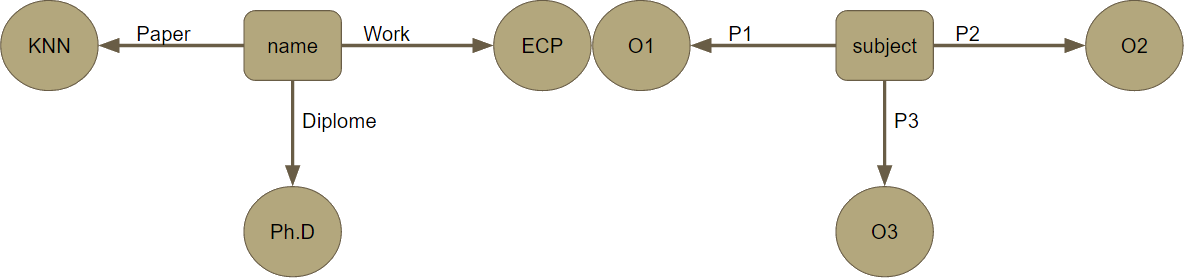 Paper
Work
P1
P2
KNN
name
ECP
O1
subject
O2
Diplome
P3
Ph.D
O3